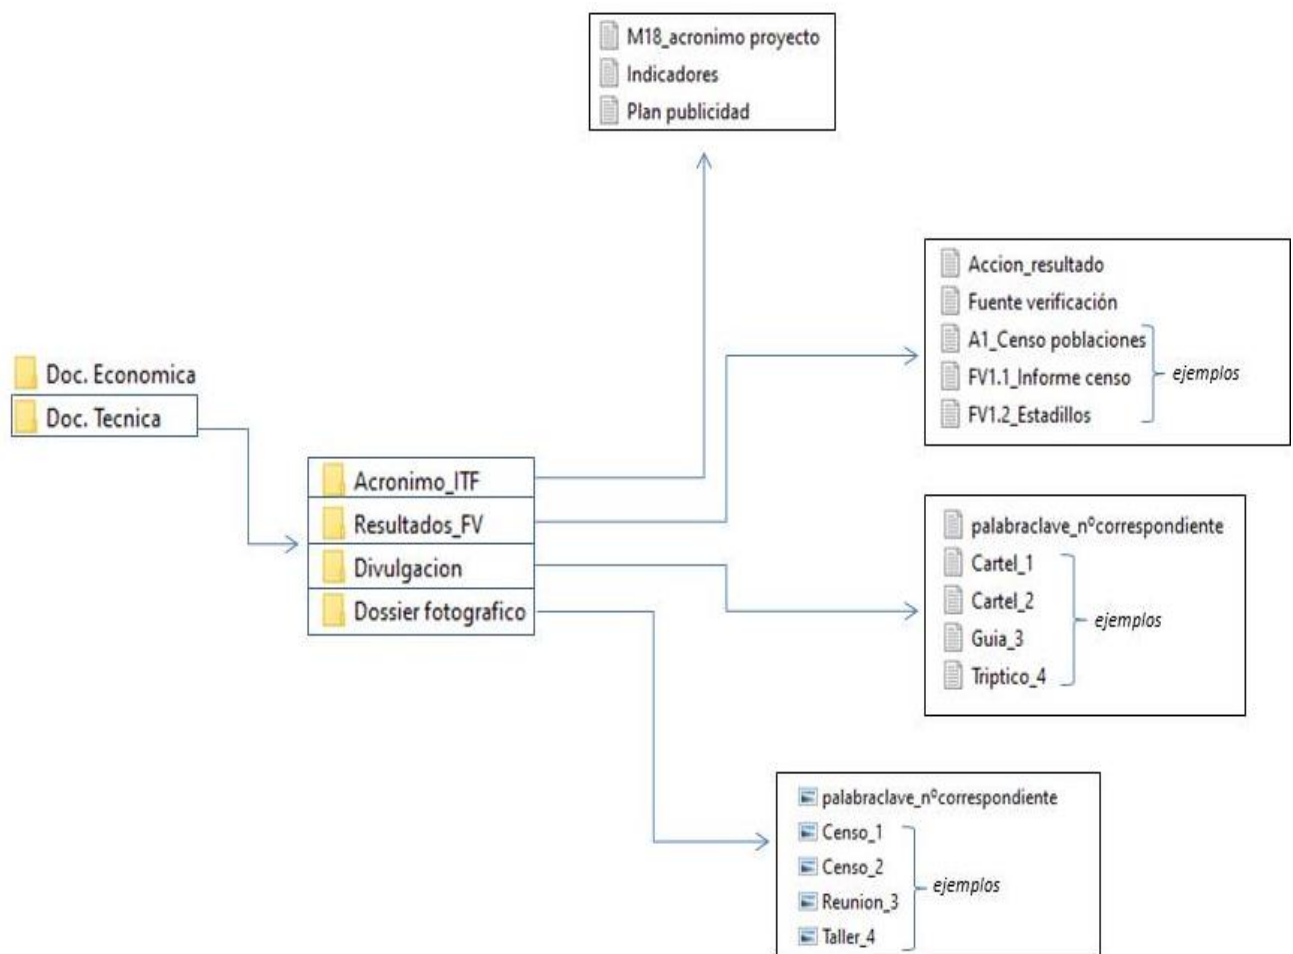 M18_acronimo proyecto
Indicadores
Plan publicidad
Accion_resultado
Fuente verificación
A1_Censo poblaciones
FV1.1_Informe censo
FV1.2_Estadillos
ejemplos
Doc. Economica
Doc. Tecnica
Acronimo_ITF
Resultados_FV
Divulgacion
Dossier fotografico
palabraclave_nºcorrespondiente
Cartel_1
Cartel_2
Guia_3
Triptico_4
ejemplos
palabraclave_nºcorrespondiente
Censo_1
Censo_2
Reunion_3
Taller_4
ejemplos